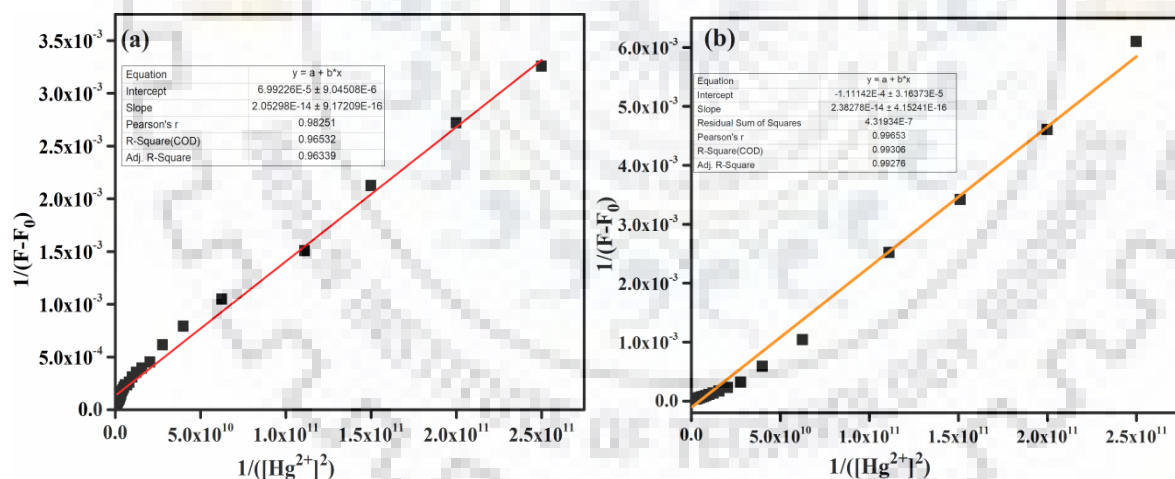 (a)
3.5x10⁻³
3.0x10⁻³
2.5x10⁻³
2.0x10⁻³
1.5x10⁻³
1.0x10⁻³
5.0x10⁻⁴
0.0
1/(F-F₀)
Equation y = a + b*x
Intercept 6.99226E-5 ± 9.04508E-6
Slope 2.05298E-14 ± 9.17209E-16
Pearson's r 0.98251
R-Square(COD) 0.96532
Adj. R-Square 0.96339
0.0 5.0x10¹⁰ 1.0x10¹¹ 1.5x10¹¹ 2.0x10¹¹ 2.5x10¹¹
1/([Hg²⁺]²)
(b)
6.0x10⁻³
5.0x10⁻³
4.0x10⁻³
3.0x10⁻³
2.0x10⁻³
1.0x10⁻³
0.0
1/(F-F₀)
Equation y = a + b*x
Intercept -1.11142E-4 ± 3.16373E-5
Slope 2.38278E-14 ± 4.15241E-16
Residual Sum of Squares 4.31934E-7
Pearson's r 0.99653
R-Square(COD) 0.99306
Adj. R-Square 0.99276
0.0 5.0x10¹⁰ 1.0x10¹¹ 1.5x10¹¹ 2.0x10¹¹ 2.5x10¹¹
1/([Hg²⁺]²)